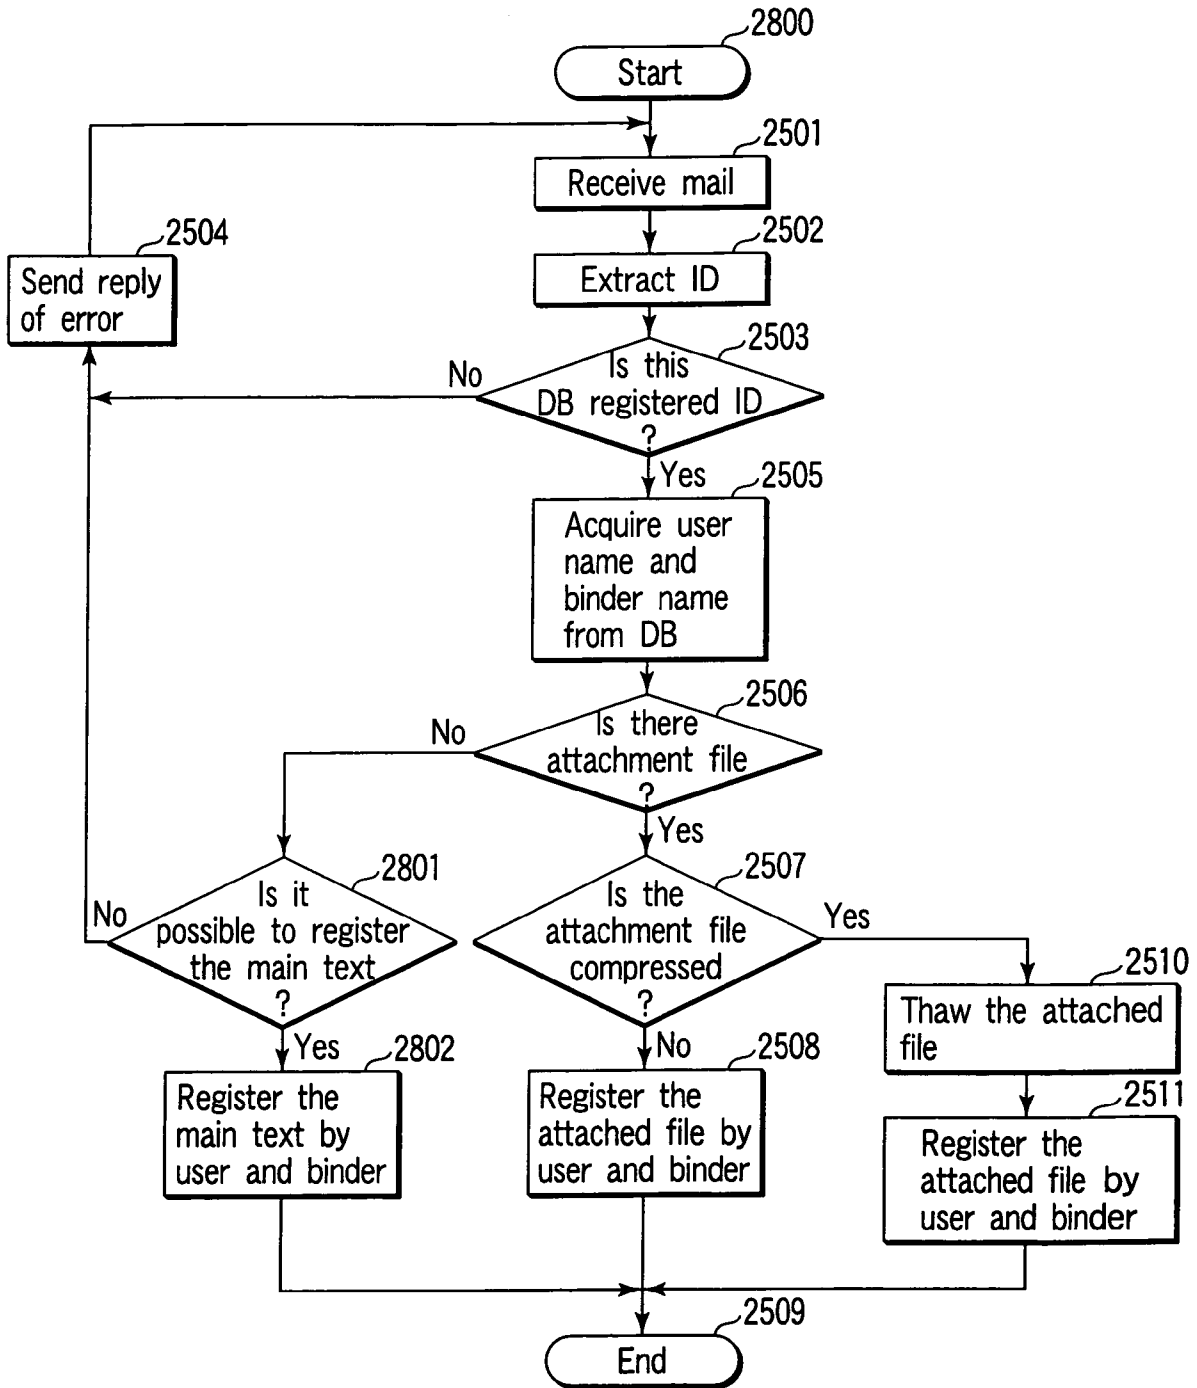 2800
Start
2501
Receive mail
2504
Send reply
of error
2502
Extract ID
2503
Is this
DB registered ID
?
No
Yes
2505
Acquire user
name and
binder name
from DB
2506
Is there
attachment file
?
No
Yes
2801
Is it
possible to register
the main text
?
No
Yes
2507
Is the
attachment file
compressed
?
Yes
No
2510
Thaw the attached
file
2802
Register the
main text by
user and binder
2508
Register the
attached file by
user and binder
2511
Register the
attached file by
user and binder
2509
End